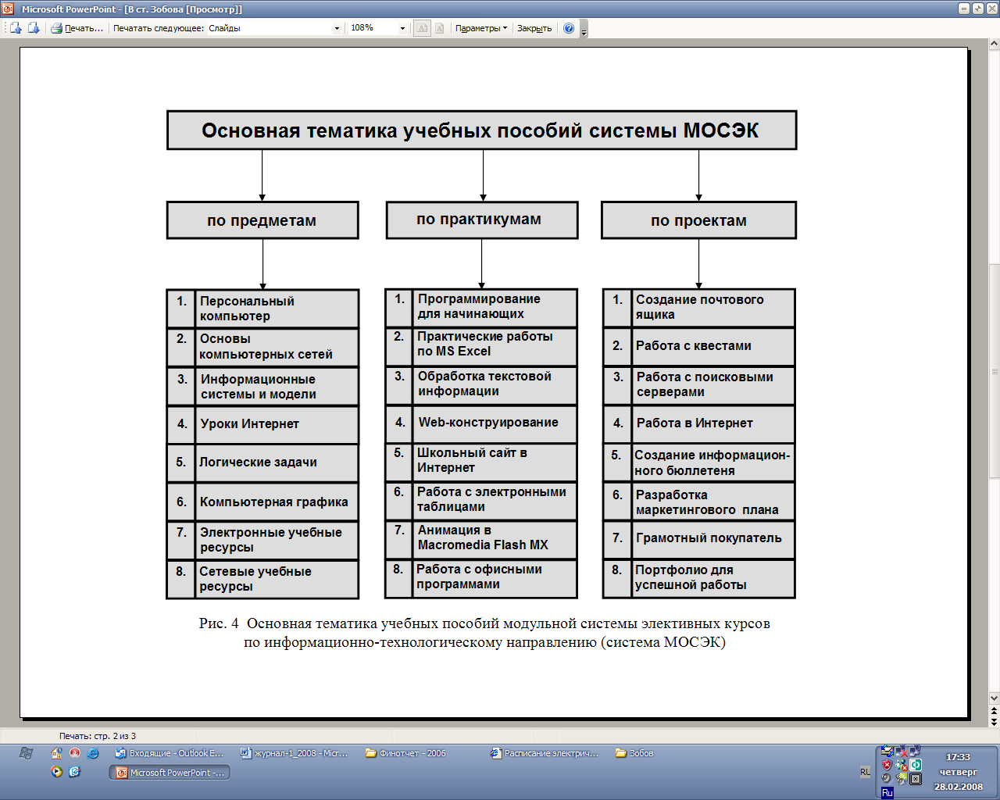 Microsoft PowerPoint - [В ст. Зобова [Просмотр]]
Печать... Печатать следующее: Слайды 108% Параметры Закрыть
Основная тематика учебных пособий системы МОСЭК
по предметам
по практикумам
по проектам
1. Персональный
компьютер
2. Основы
компьютерных сетей
3. Информационные
системы и модели
4. Уроки Интернет
5. Логические задачи
6. Компьютерная графика
7. Электронные учебные
ресурсы
8. Сетевые учебные
ресурсы
1. Программирование
для начинающих
2. Практические работы
по MS Excel
3. Обработка текстовой
информации
4. Web-конструирование
5. Школьный сайт в
Интернет
6. Работа с электронными
таблицами
7. Анимация в
Macromedia Flash MX
8. Работа с офисными
программами
1. Создание почтового
ящика
2. Работа с квестами
3. Работа с поисковыми
серверами
4. Работа в Интернет
5. Создание информацион-
ного бюллетеня
6. Разработка
маркетингового плана
7. Грамотный покупатель
8. Портфолио для
успешной работы
Рис. 4 Основная тематика учебных пособий модульной системы элективных курсов
по информационно-технологическому направлению (система МОСЭК)
Печать: стр. 2 из 3
Входящие - Outlook E... журнал-1_2008 - Micr... Финотчет - 2006 Расписание электрич... Зобов
Microsoft PowerPoint -...
RU
Ru
17:33
четверг
28.02.2008